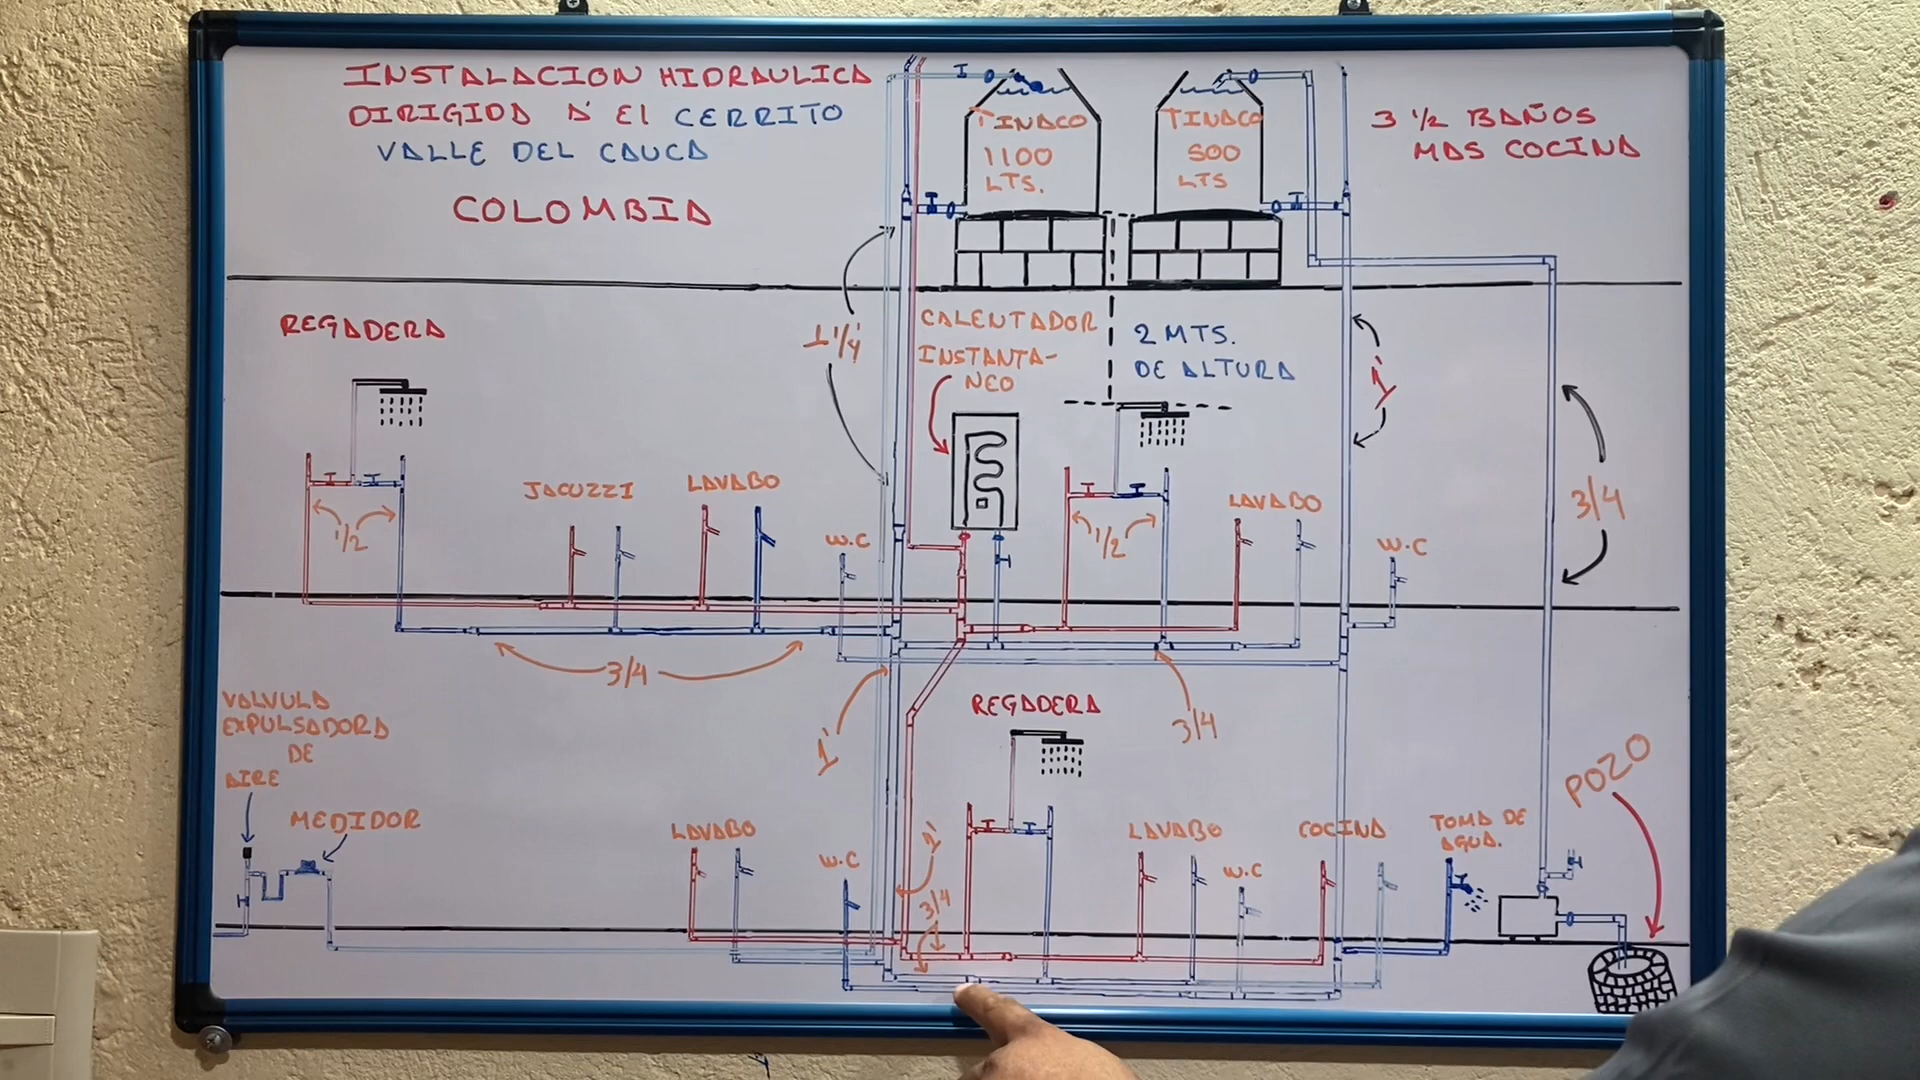 INSTALACION HIDRAULICA
DIRIGIDA A' El CERRITO
VALLE DEL CAUCA
COLOMBIA
TINACO
1100
LTS.
TINACO
500
LTS
3 1/2 BAÑOS
MAS COCINA
REGADERA
1 1/4
CALENTADOR
INSTANTA-
NEO
2 MTS.
DE ALTURA
1
3/4
JACUZZI
LAVABO
W.C
1/2
1/2
LAVABO
W.C
3/4
1
3/4
VALVULA
EXPULSADORA
DE
AIRE
MEDIDOR
REGADERA
POZO
LAVABO
W.C
1
3/4
LAVABO
W.C
COCINA
TOMA DE
AGUA.